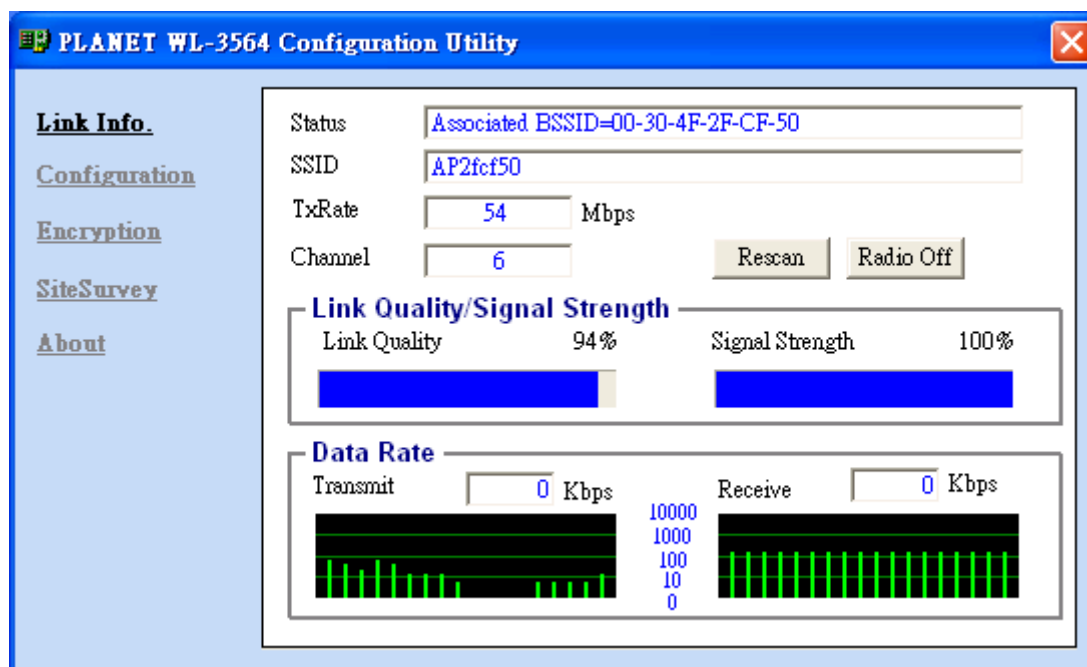 PLANET WL-3564 Configuration Utility
Link Info.
Configuration
Encryption
SiteSurvey
About
Status Associated BSSID=00-30-4F-2F-CF-50
SSID AP2fcf50
TxRate 54 Mbps
Channel 6 Rescan Radio Off
Link Quality/Signal Strength
Link Quality 94% Signal Strength 100%
Data Rate
Transmit 0 Kbps Receive 0 Kbps
10000
1000
100
10
0